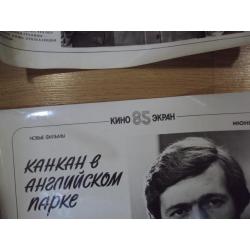 КИНО 85 ЭКРАН
НОВЫЕ ФИЛЬМЫ
КАНКАН В
АНГЛИЙСКОМ
ПАРКЕ